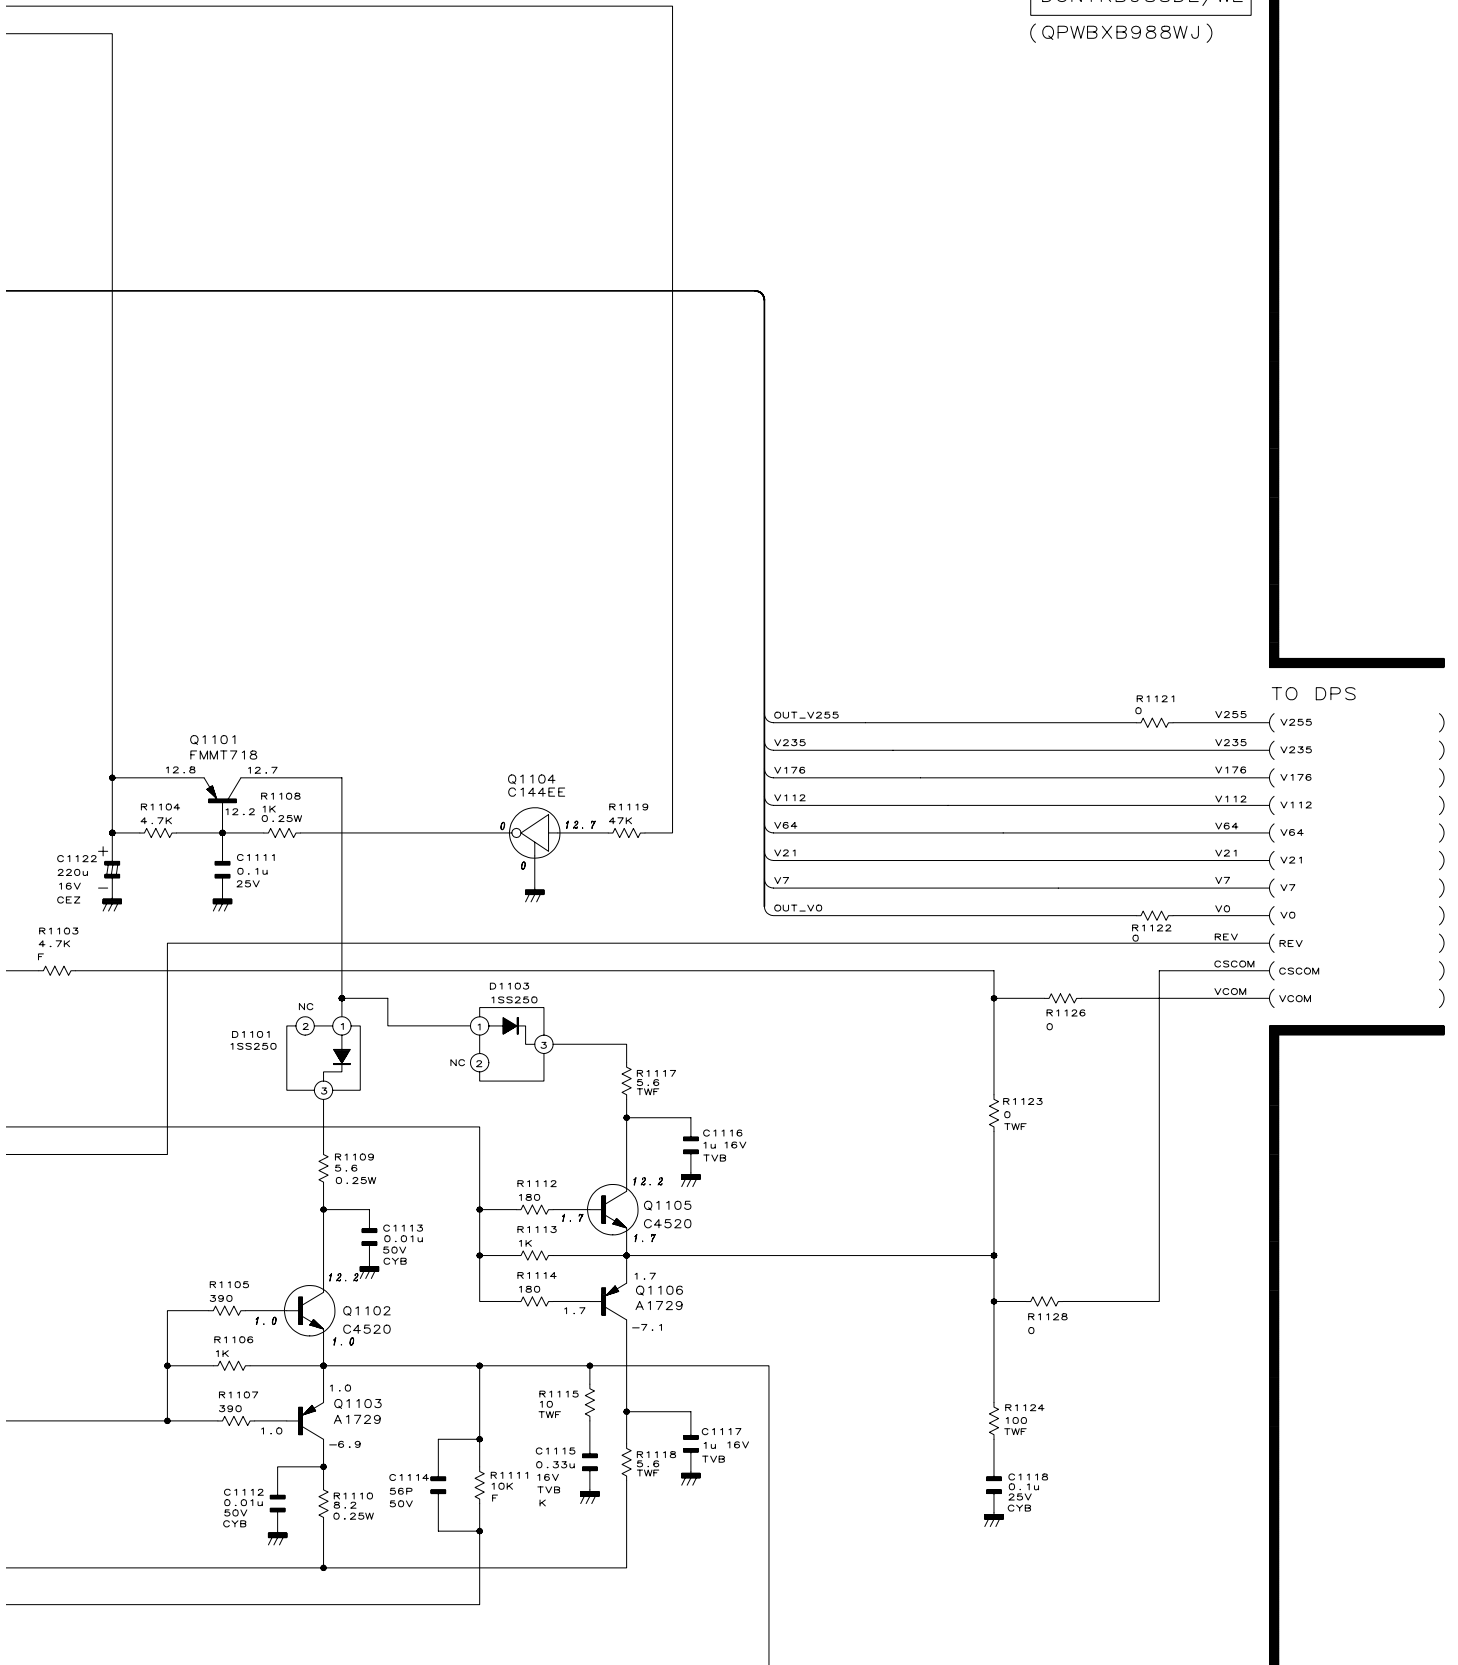 (QPWBXB988WJ)
TO DPS
R1121
0
OUT_V255
V255
V255
V235
V235
V235
V176
V176
V176
V112
V112
V112
V64
V64
V64
V21
V21
V21
V7
V7
V7
OUT_V0
V0
V0
R1122
0
REV
REV
CSCOM
CSCOM
VCOM
VCOM
R1126
0
Q1101
FMMT718
12.8
12.7
12.2
R1104
4.7K
R1108
1K
0.25W
Q1104
C144EE
0
12.7
0
R1119
47K
C1122
220u
16V
CEZ
+
−
C1111
0.1u
25V
R1103
4.7K
F
NC
2
1
D1101
1SS250
3
D1103
1SS250
1
3
NC
2
R1117
5.6
TWF
R1123
0
TWF
C1116
1u 16V
TVB
R1109
5.6
0.25W
R1112
180
12.2
Q1105
C4520
1.7
1.7
R1113
1K
C1113
0.01u
50V
CYB
R1114
180
1.7
Q1106
A1729
1.7
-7.1
12.2
R1105
390
Q1102
C4520
1.0
1.0
R1128
0
R1106
1K
R1107
390
1.0
Q1103
A1729
1.0
-6.9
R1115
10
TWF
R1124
100
TWF
C1117
1u 16V
TVB
C1115
0.33u
16V
TVB
K
R1118
5.6
TWF
C1114
56P
50V
R1111
10K
F
C1118
0.1u
25V
CYB
C1112
0.01u
50V
CYB
R1110
8.2
0.25W